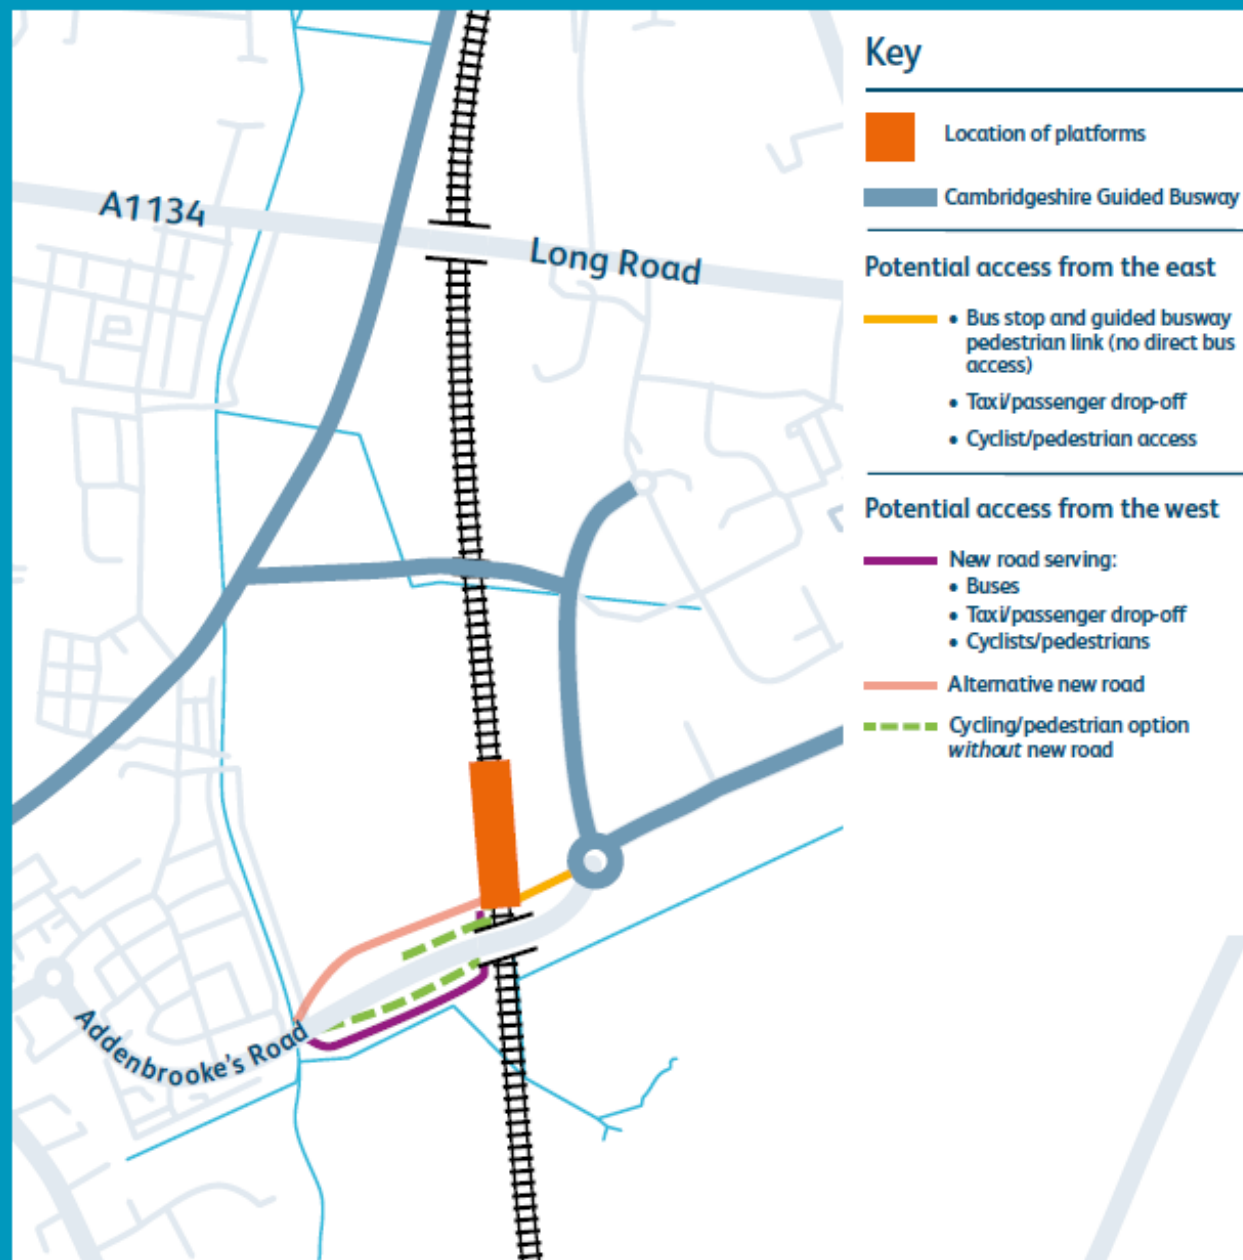 A1134
Long Road
Addenbrooke's Road
Key
Location of platforms
Cambridgeshire Guided Busway
Potential access from the east
• Bus stop and guided busway
pedestrian link (no direct bus
access)
• Taxi/passenger drop-off
• Cyclist/pedestrian access
Potential access from the west
New road serving:
• Buses
• Taxi/passenger drop-off
• Cyclists/pedestrians
Alternative new road
Cycling/pedestrian option
without new road